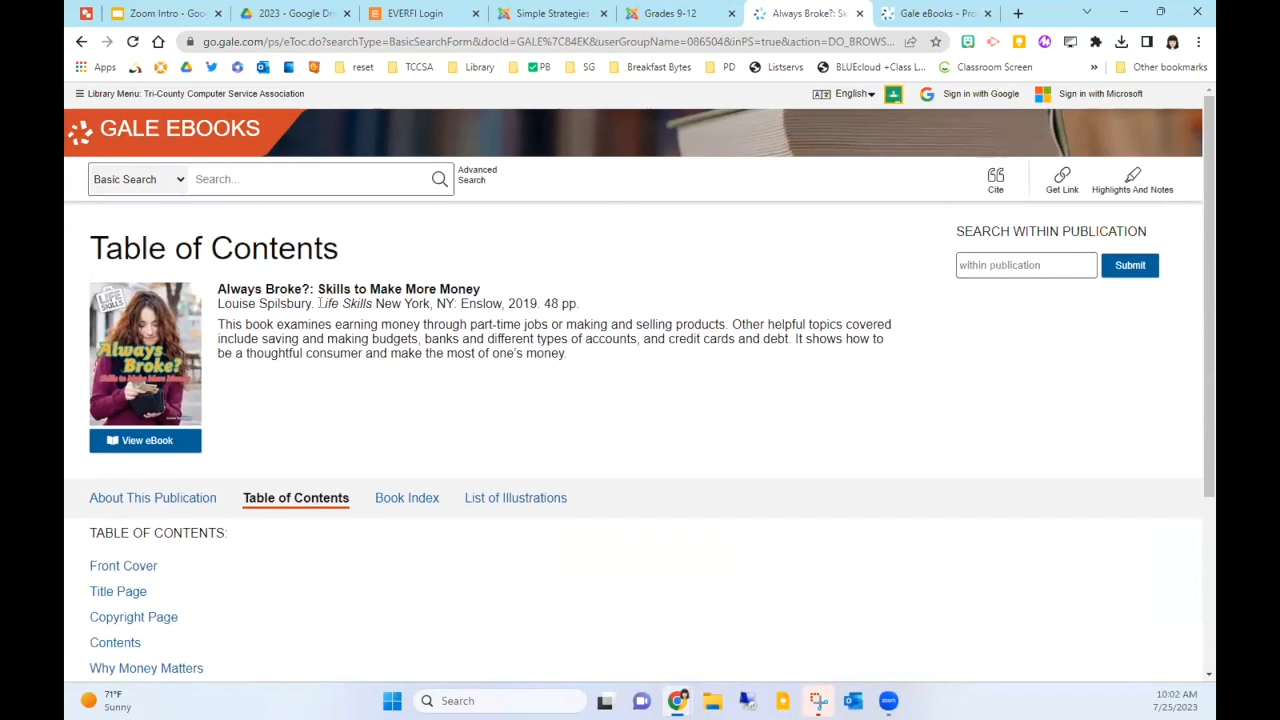 Zoom Intro - Goo
2023 - Google Dr
EVERFI Login
Simple Strategies
Grades 9-12
Always Broke?: Sk
Gale eBooks - Pro
go.gale.com/ps/eToc.do?searchType=BasicSearchForm&docId=GALE%7C84EK&userGroupName=086504&inPS=true&action=DO_BROWS...
Apps
reset
TCCSA
Library
PB
SG
Breakfast Bytes
PD
Listservs
BLUEcloud +Class L...
Classroom Screen
»
Other bookmarks
Library Menu: Tri-County Computer Service Association
English
Sign in with Google
Sign in with Microsoft
GALE EBOOKS
Basic Search
Search...
Advanced
Search
Cite
Get Link
Highlights And Notes
Table of Contents
SEARCH WITHIN PUBLICATION
within publication
Submit
LIFE
SKILLS
Always
Broke?
Skills to Make More Money
Always Broke?: Skills to Make More Money
Louise Spilsbury. Life Skills New York, NY: Enslow, 2019. 48 pp.
This book examines earning money through part-time jobs or making and selling products. Other helpful topics covered
include saving and making budgets, banks and different types of accounts, and credit cards and debt. It shows how to
be a thoughtful consumer and make the most of one's money.
View eBook
About This Publication
Table of Contents
Book Index
List of Illustrations
TABLE OF CONTENTS:
Front Cover
Title Page
Copyright Page
Contents
Why Money Matters
71°F
Sunny
Search
zoom
10:02 AM
7/25/2023